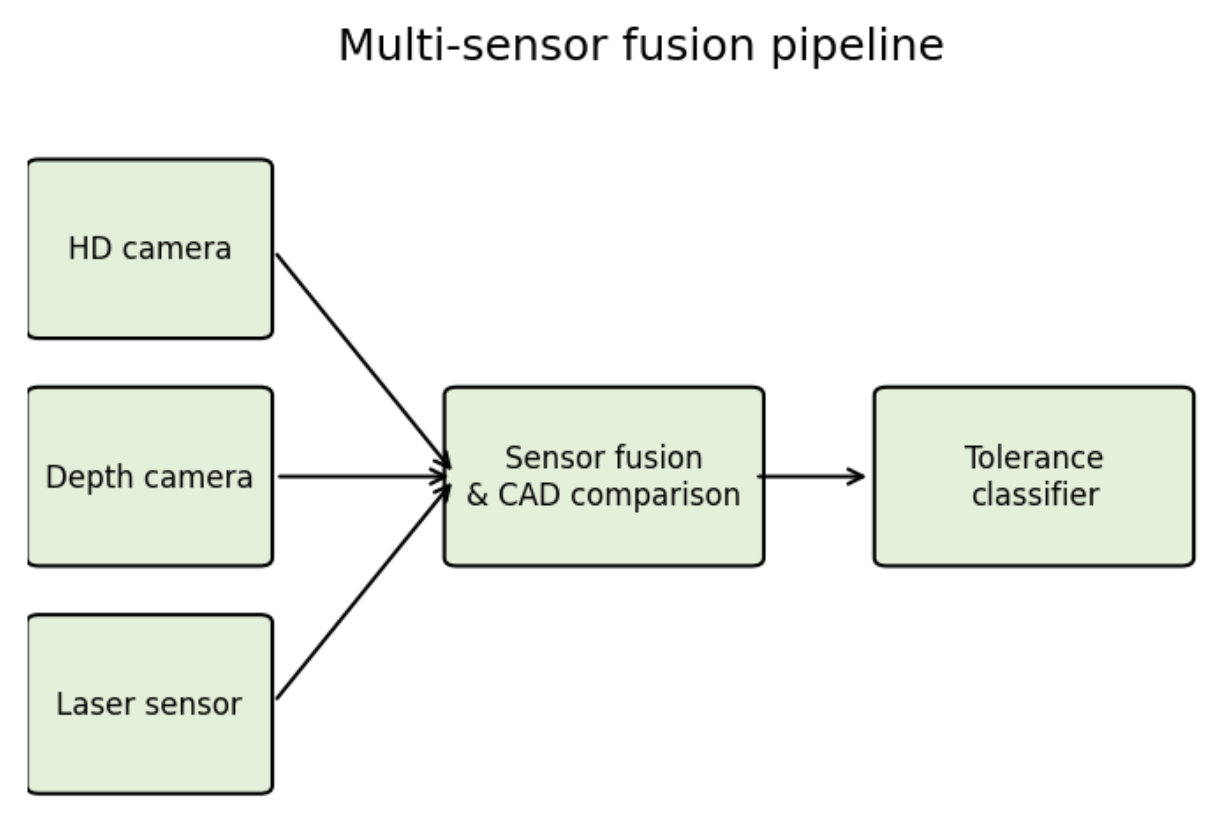 Multi-sensor fusion pipeline
HD camera
Depth camera
Laser sensor
Sensor fusion
& CAD comparison
Tolerance
classifier